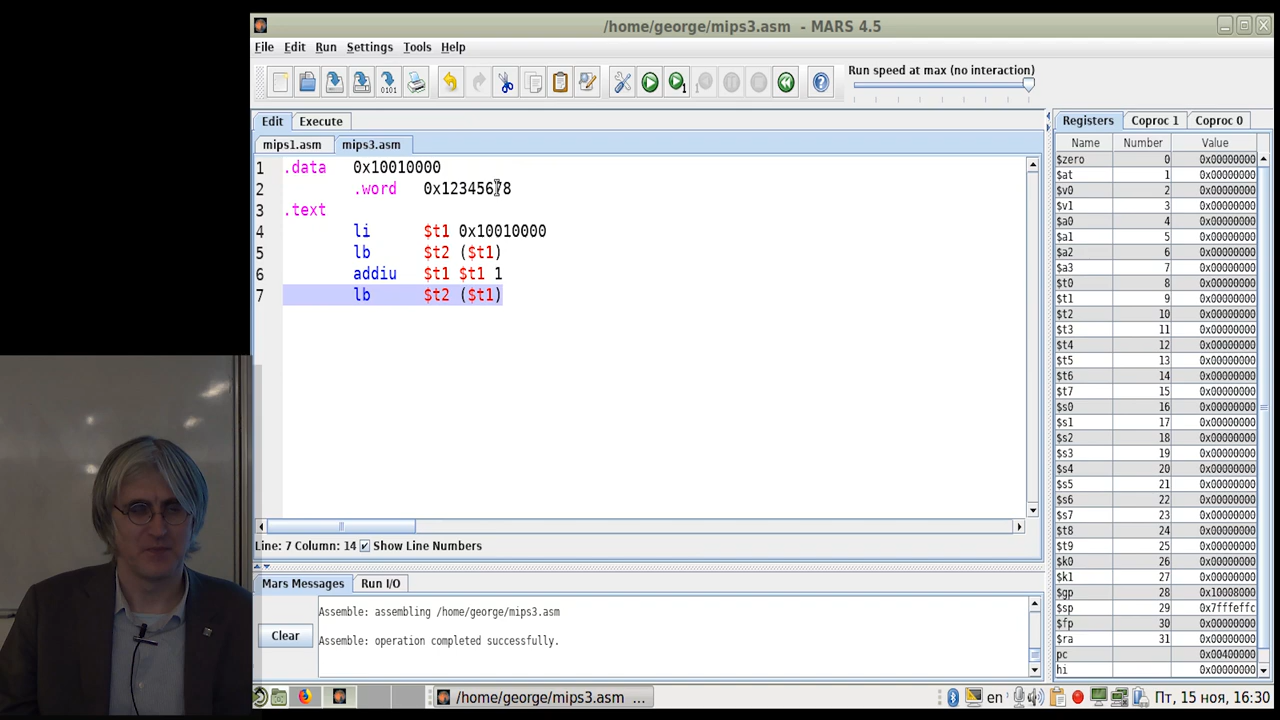 /home/george/mips3.asm - MARS 4.5
File Edit Run Settings Tools Help
Run speed at max (no interaction)
Edit Execute
mips1.asm mips3.asm
1 .data 0x10010000
2 .word 0x12345678
3 .text
4 li $t1 0x10010000
5 lb $t2 ($t1)
6 addiu $t1 $t1 1
7 lb $t2 ($t1)
Line: 7 Column: 14 Show Line Numbers
Mars Messages Run I/O
Assemble: assembling /home/george/mips3.asm
Assemble: operation completed successfully.
Clear
Registers Coproc 1 Coproc 0
Name Number Value
$zero 0 0x00000000
$at 1 0x00000000
$v0 2 0x00000000
$v1 3 0x00000000
$a0 4 0x00000000
$a1 5 0x00000000
$a2 6 0x00000000
$a3 7 0x00000000
$t0 8 0x00000000
$t1 9 0x00000000
$t2 10 0x00000000
$t3 11 0x00000000
$t4 12 0x00000000
$t5 13 0x00000000
$t6 14 0x00000000
$t7 15 0x00000000
$s0 16 0x00000000
$s1 17 0x00000000
$s2 18 0x00000000
$s3 19 0x00000000
$s4 20 0x00000000
$s5 21 0x00000000
$s6 22 0x00000000
$s7 23 0x00000000
$t8 24 0x00000000
$t9 25 0x00000000
$k0 26 0x00000000
$k1 27 0x00000000
$gp 28 0x10008000
$sp 29 0x7fffeffc
$fp 30 0x00000000
$ra 31 0x00000000
pc 0x00400000
hi 0x00000000
/home/george/mips3.asm ...
en Пт, 15 ноя, 16:30